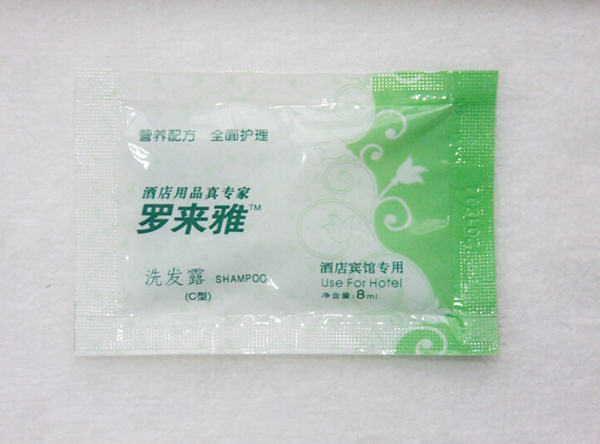 营养配方 全面护理
酒店用品真专家
罗来雅™
洗发露 SHAMPOO
(C型)
酒店宾馆专用
Use For Hotel
净含量:8ml